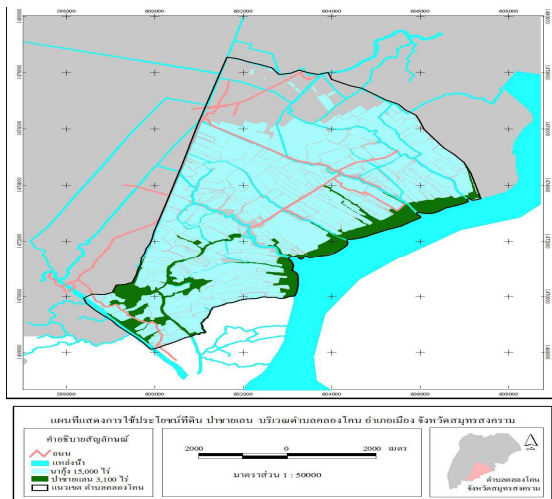 598000 600000 602000 604000 606000 608000
598000 600000 602000 604000 606000 608000
แผนที่แสดงการใช้ประโยชน์ที่ดิน ป่าชายเลน บริเวณตำบลคลองโคน อำเภอเมือง จังหวัดสมุทรสงคราม
คำอธิบายสัญลักษณ์
ถนน
แหล่งน้ำ
นากุ้ง 15,000 ไร่
ป่าชายเลน 3,100 ไร่
แนวเขต ตำบลคลองโคน
2000 0 2000 เมตร
มาตราส่วน 1 : 50000
ตำบลคลองโคน
จังหวัดสมุทรสงคราม